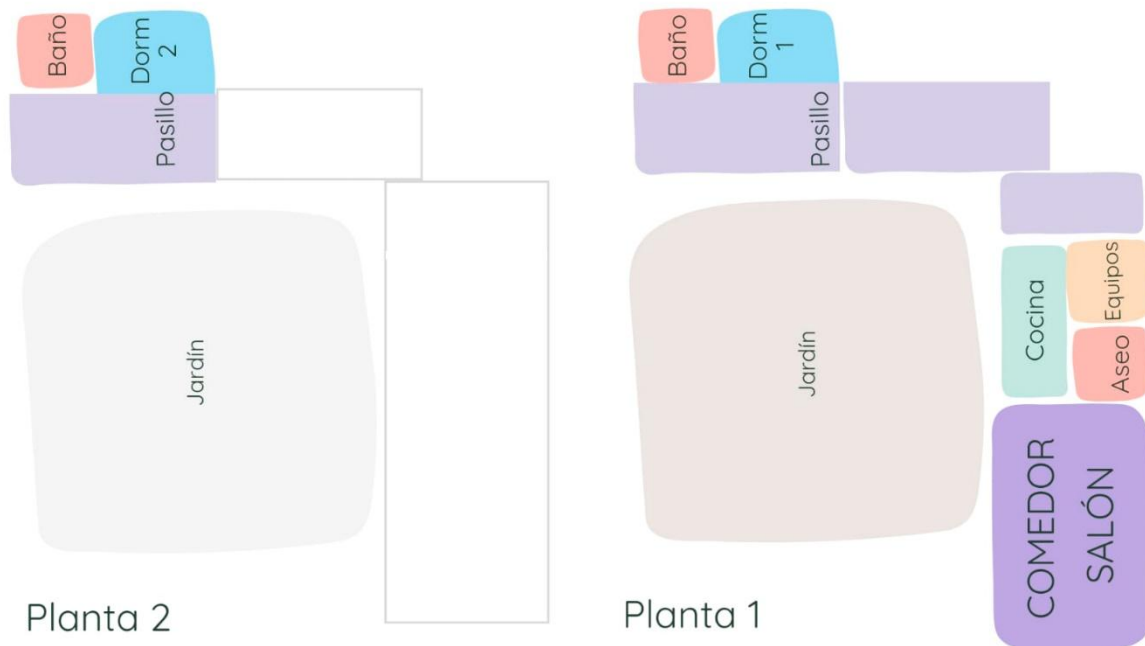 Baño
Dorm
2
Pasillo
Jardín
Planta 2
Baño
Dorm
1
Pasillo
Jardín
Cocina
Equipos
Aseo
COMEDOR
SALÓN
Planta 1